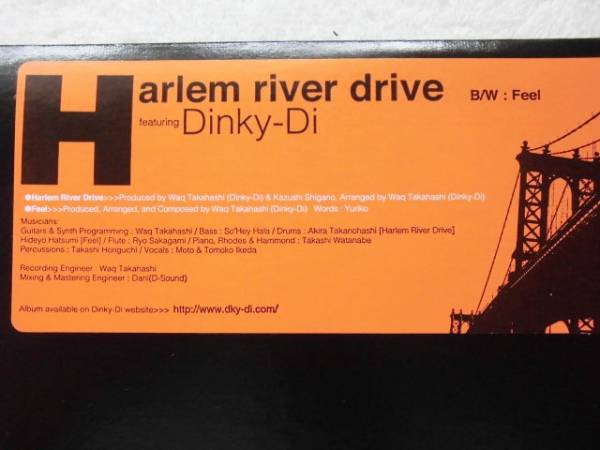 Harlem river drive B/W : Feel
featuring Dinky-Di
●Harlem River Drive>>>Produced by Waq Takahashi (Dinky-Di) & Kazushi Shigano, Arranged by Waq Takahashi (Dinky-Di)
●Feel>>>Produced, Arranged, and Composed by Waq Takahashi (Dinky-Di) Words : Yuriko
Musicians:
Guitars & Synth Programming : Waq Takahashi / Bass : So'Hey Hala / Drums : Akira Takanohashi [Harlem River Drive]
Hideyo Hatsumi [Feel] / Flute : Ryo Sakagami / Piano, Rhodes & Hammond : Takashi Watanabe
Percussions : Takashi Horiguchi / Vocals : Moto & Tomoko Ikeda
Recording Engineer : Waq Takahashi
Mixing & Mastering Engineer : Dani(D-Sound)
Album available on Dinky-Di website>>> http://www.dky-di.com/